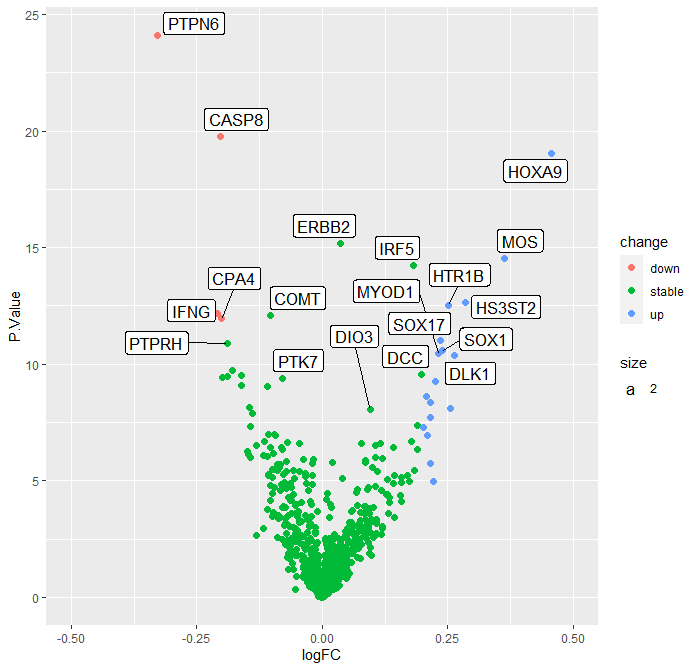 25
20
15
10
5
0
P.Value
-0.50
-0.25
0.00
0.25
0.50
logFC
PTPN6
CASP8
HOXA9
ERBB2
IRF5
MOS
CPA4
HTR1B
MYOD1
COMT
IFNG
HS3ST2
SOX17
DIO3
SOX1
PTPRH
DCC
PTK7
DLK1
change
down
stable
up
size
a 2